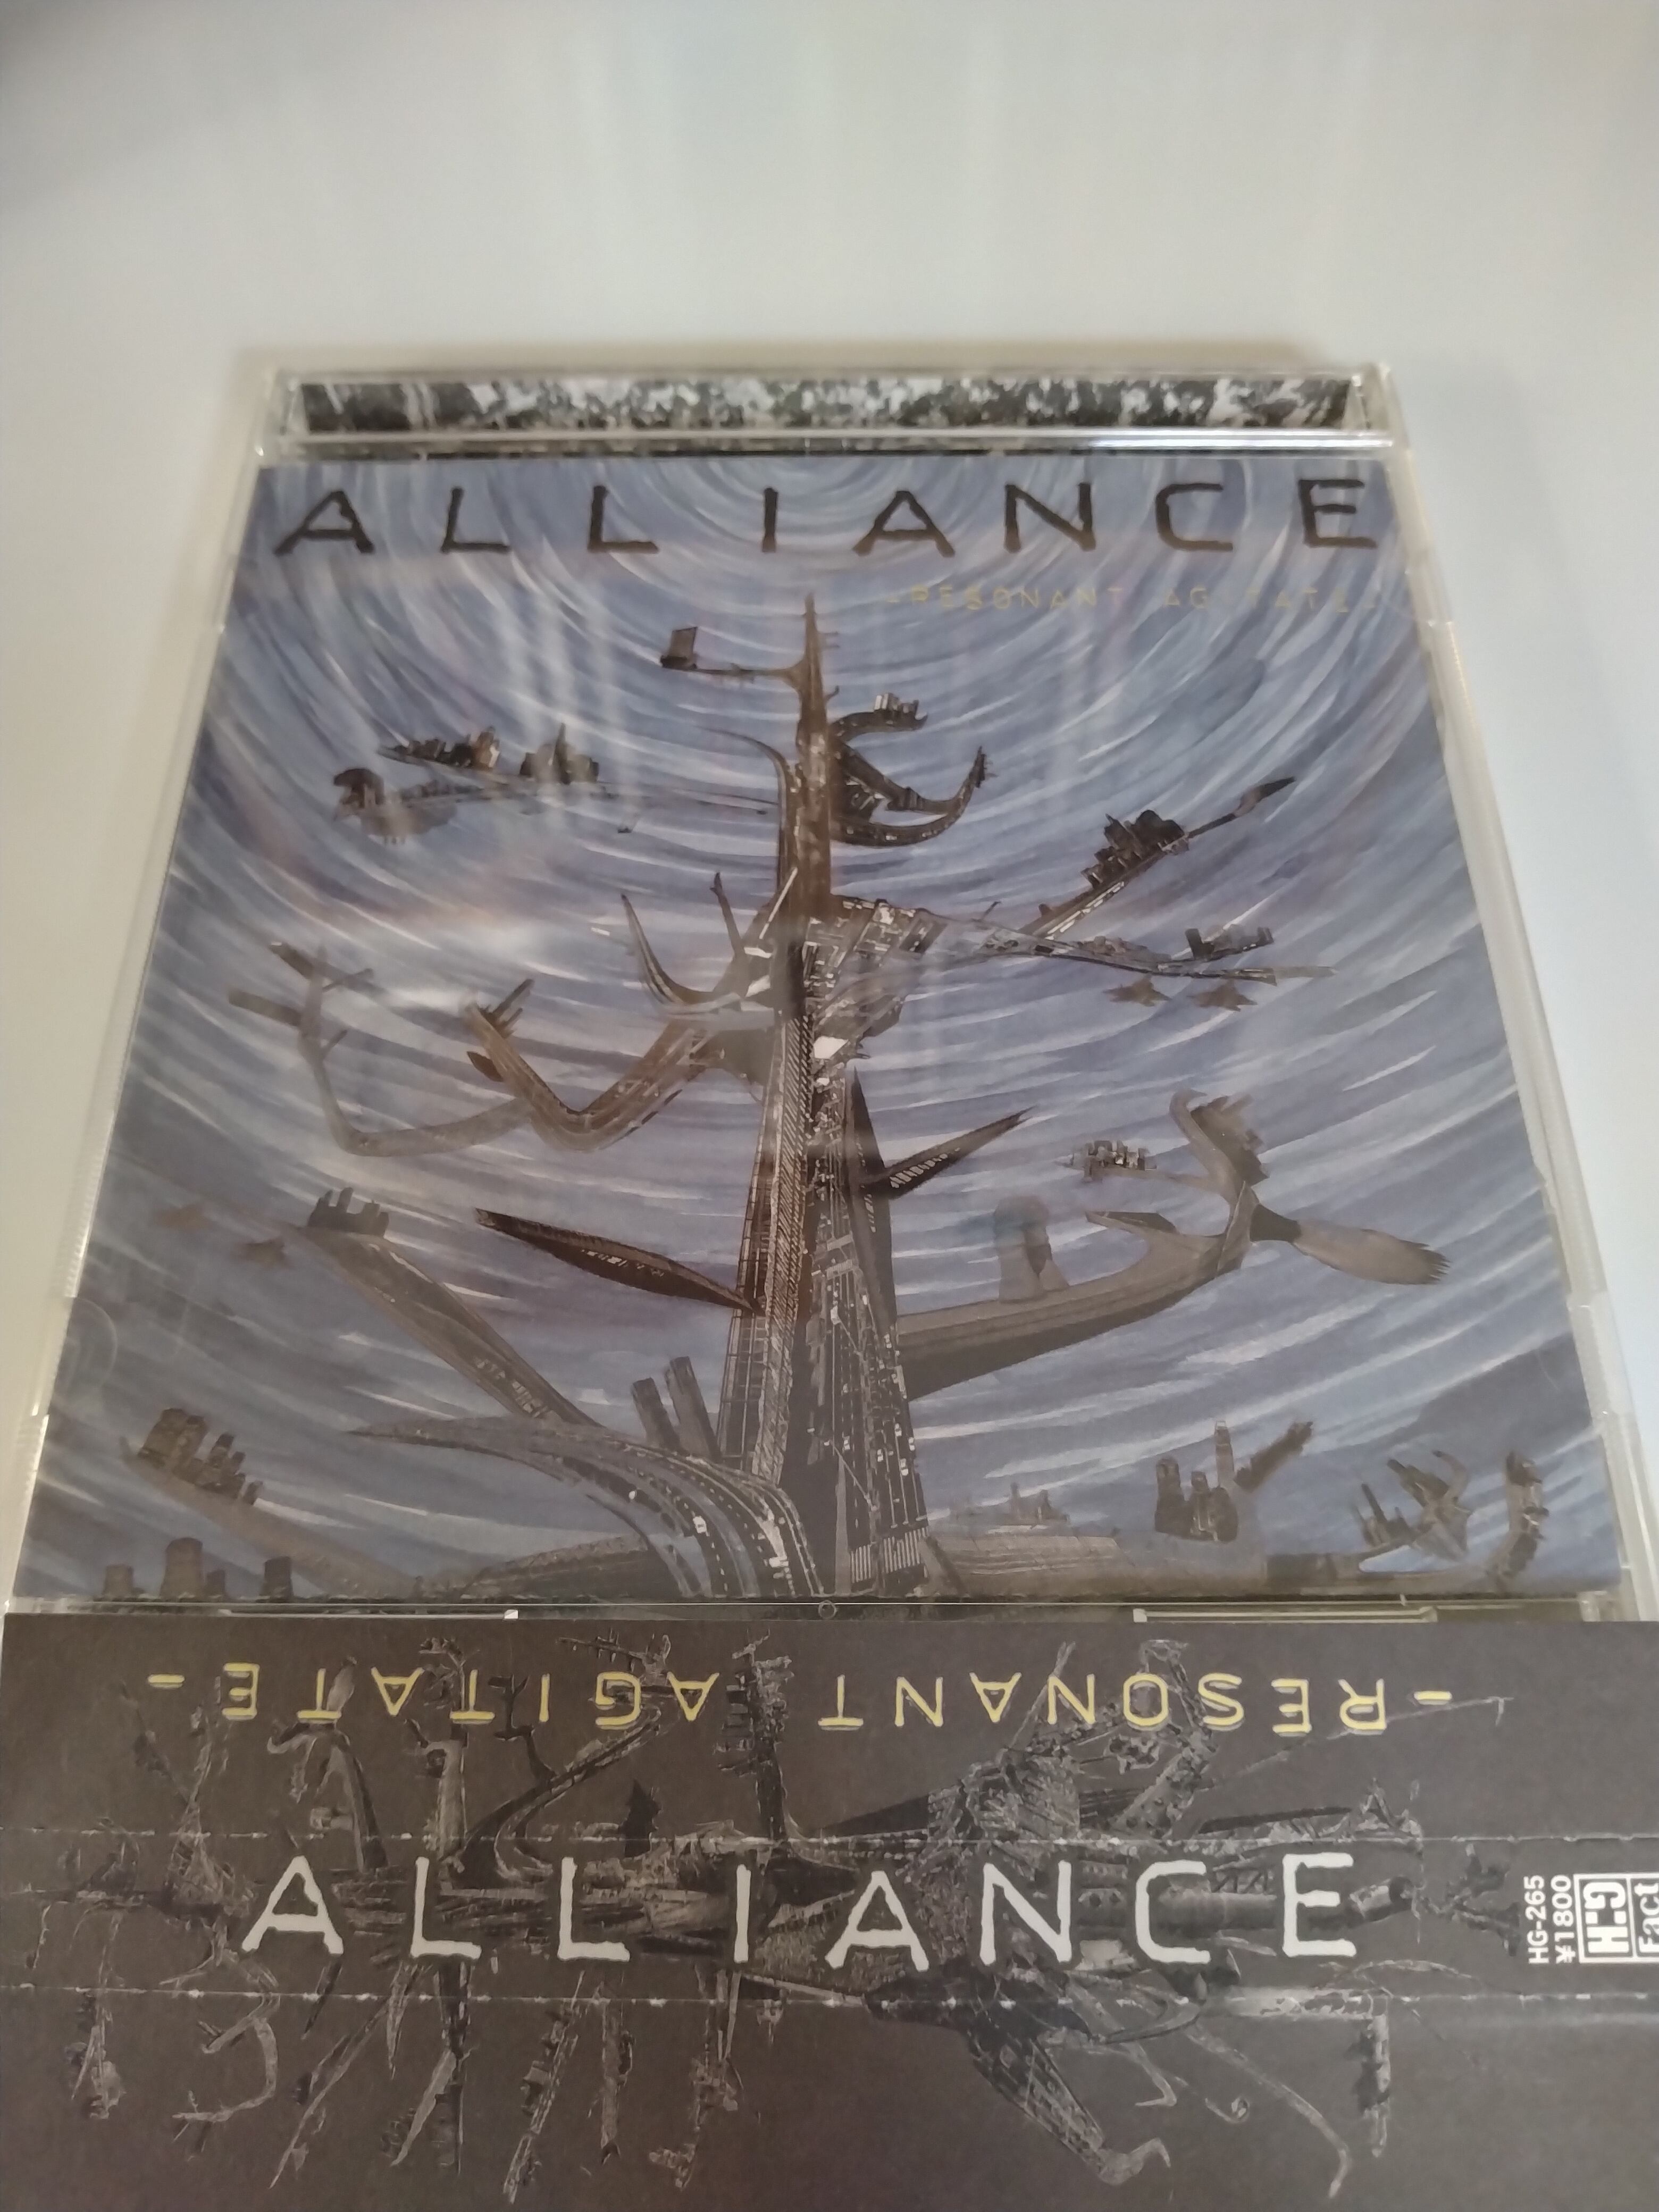 ALLIANCE
-RESONANT AGITATE-
-RESONANT AGITATE-
ALLIANCE
HG-265
¥1800
H:G
Fact